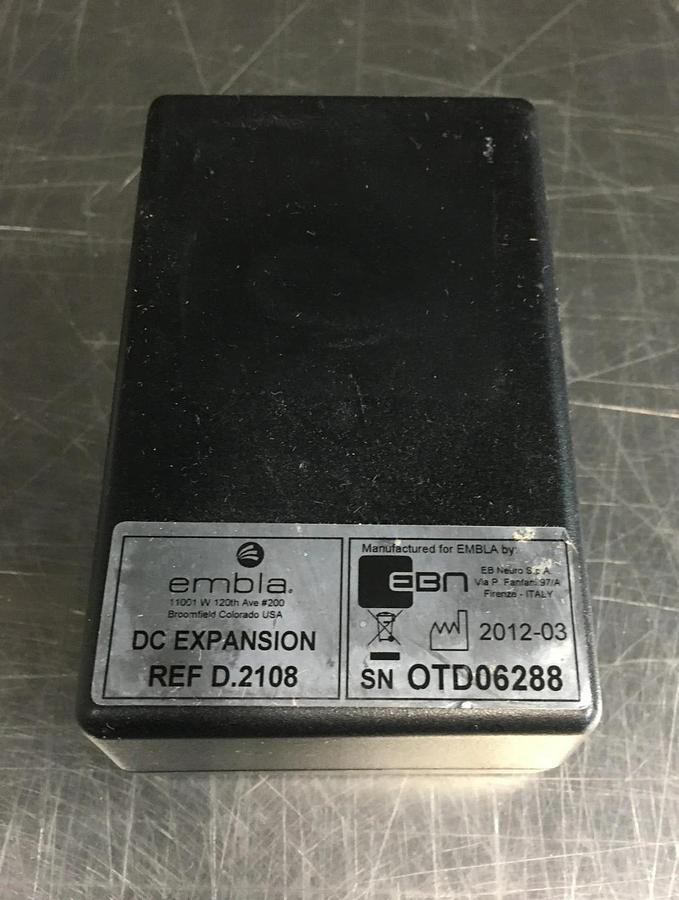 embla.
11001 W 120th Ave #200
Broomfield Colorado USA
DC EXPANSION
REF D.2108
Manufactured for EMBLA by:
EBN
EB Neuro S.p.A.
Via P. Fanfani 97/A
Firenze - ITALY
2012-03
SN OTD06288